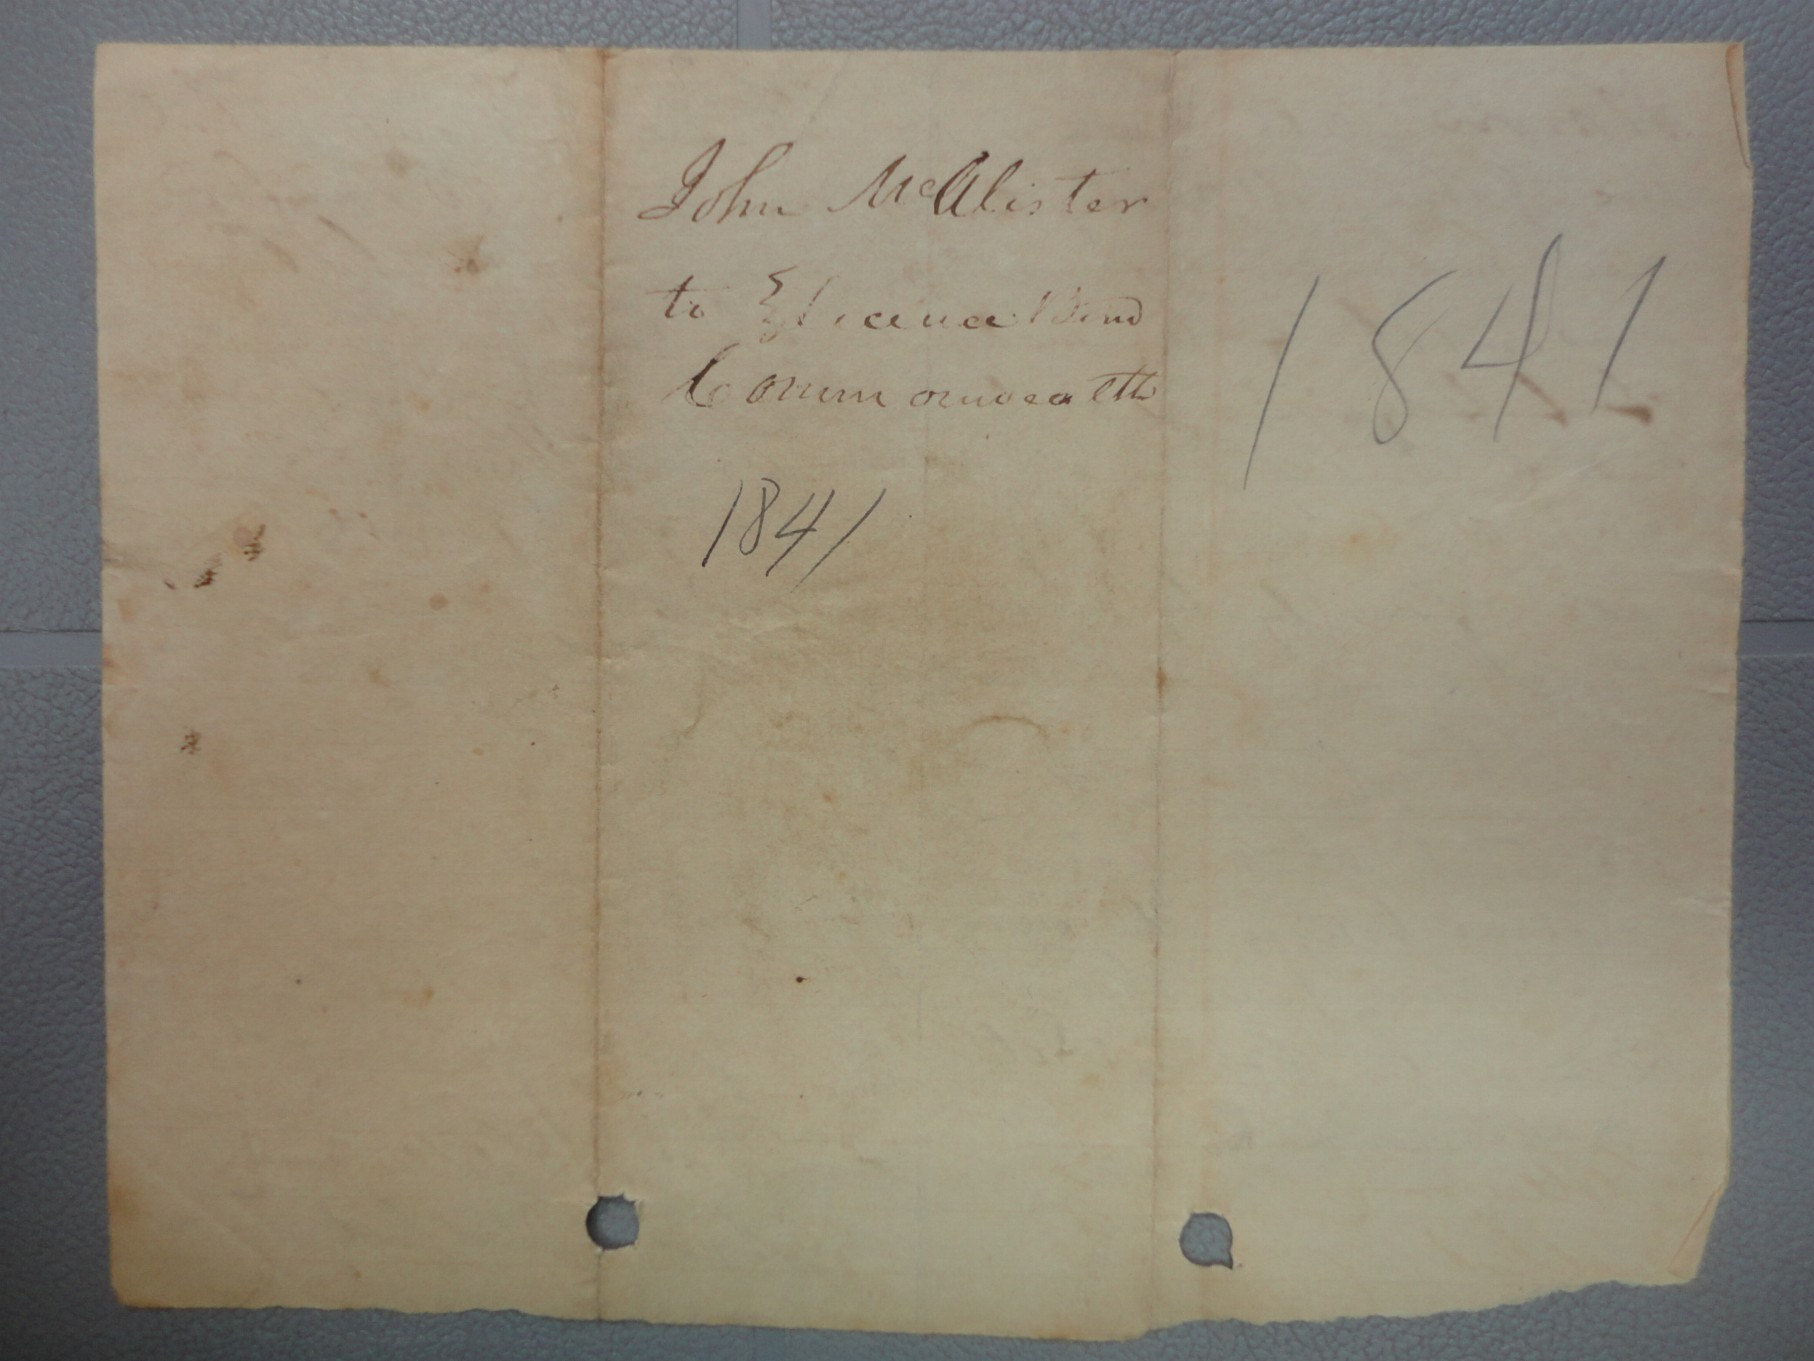 John McAlister
to } licence Bond
Commonwealth
1841
1841